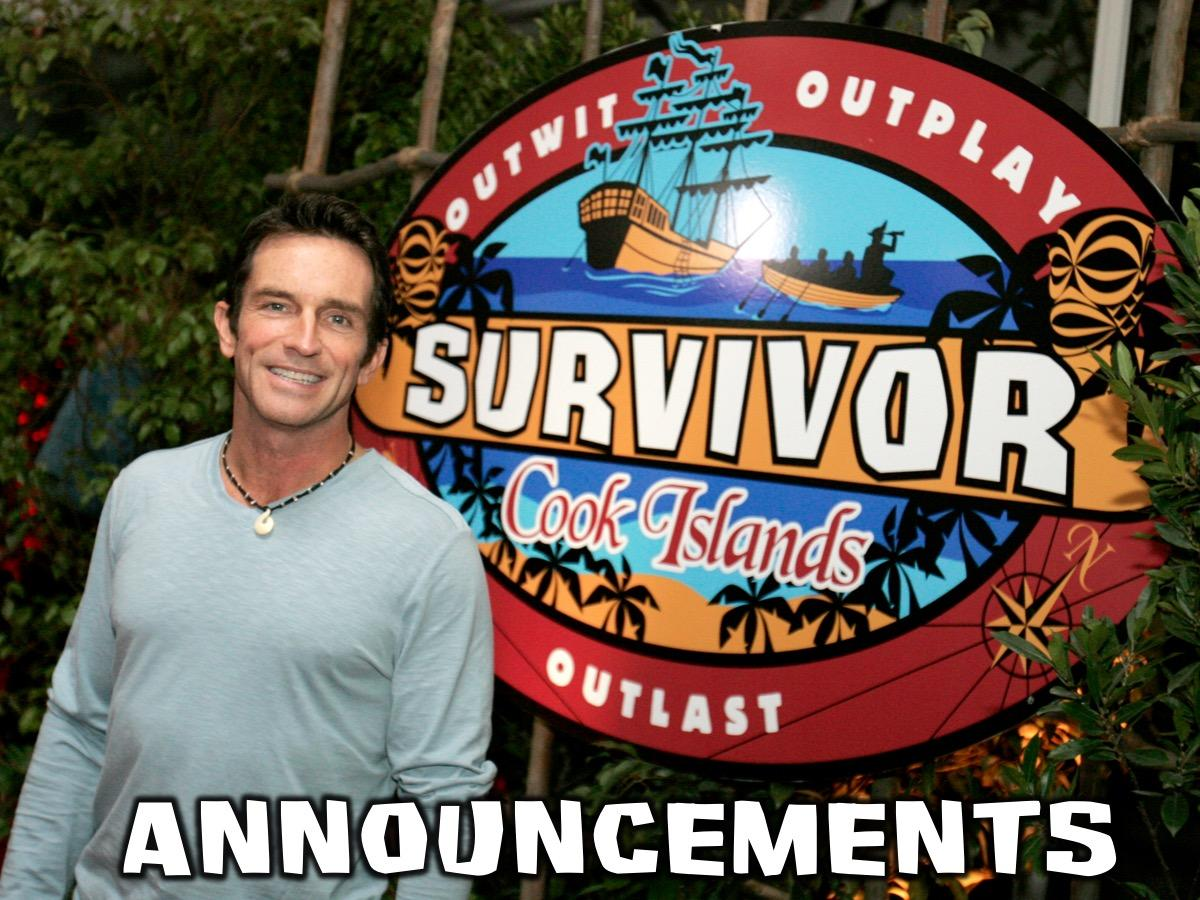 OUTWIT OUTPLAY
SURVIVOR
Cook Islands
N
OUTLAST
ANNOUNCEMENTS